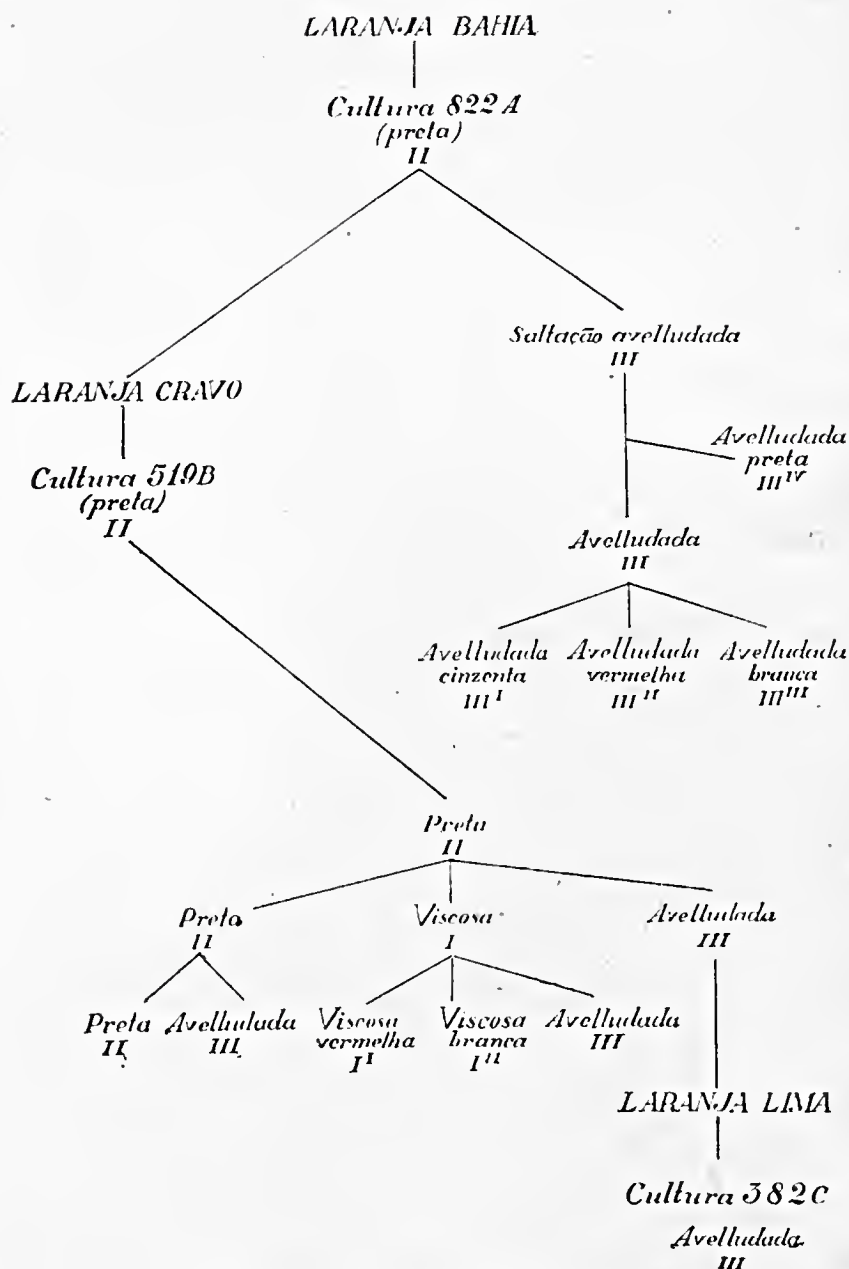 LARANJA BAHIA
Cultura 822A
(preta)
II
Saltação avelludada
III
LARANJA CRAVO
Cultura 519B
(preta)
II
Avelludada
preta
III IV
Avelludada
III
Avelludada
cinzenta
III I
Avelludada
vermelha
III II
Avelludada
branca
III III
Preta
II
Preta
II
Viscosa
I
Avelludada
III
Preta
II
Avelludada
III
Viscosa
vermelha
I I
Viscosa
branca
I II
Avelludada
III
LARANJA LIMA
Cultura 382C
Avelludada
III